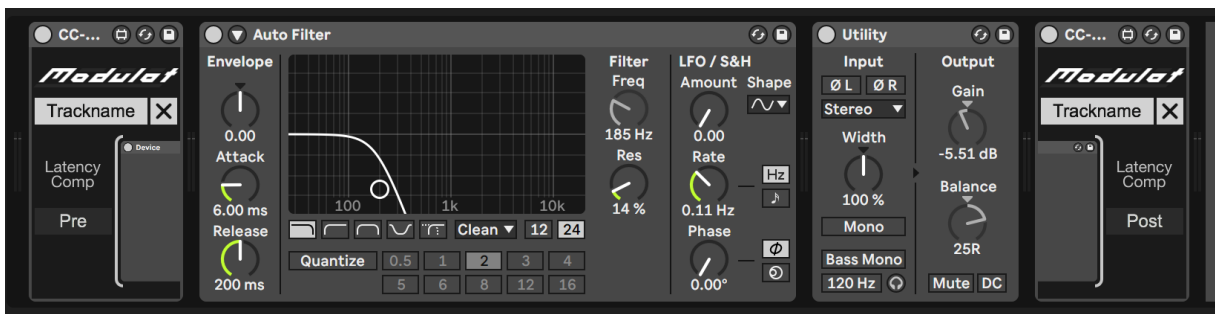 CC-...
Modulat
Trackname X
Device
Latency
Comp
Pre
Auto Filter
Envelope
0.00
Attack
6.00 ms
Release
200 ms
100 1k 10k
Clean 12 24
Quantize 0.5 1 2 3 4
5 6 8 12 16
Filter
Freq
185 Hz
Res
14 %
LFO / S&H
Amount Shape
0.00
Rate
Hz
0.11 Hz
Phase
0.00°
Utility
Input
Ø L Ø R
Stereo
Width
100 %
Mono
Bass Mono
120 Hz
Output
Gain
-5.51 dB
Balance
25R
Mute DC
CC-...
Modulat
Trackname X
Latency
Comp
Post